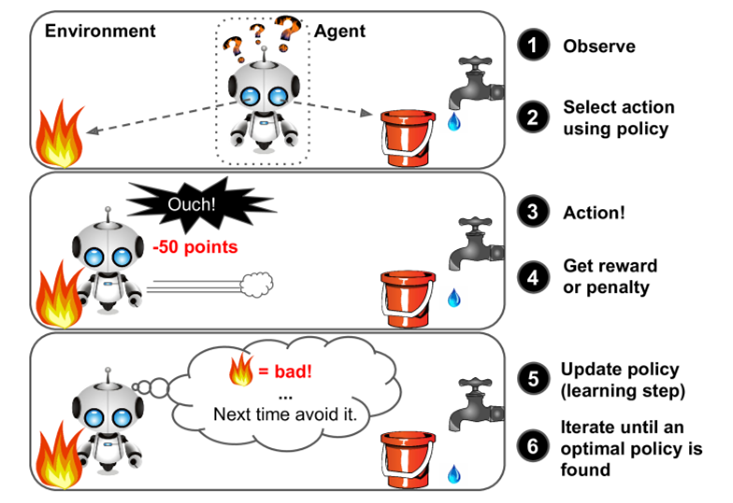 Environment
Agent
? ? ?
1 Observe
2 Select action
using policy
Ouch!
-50 points
3 Action!
4 Get reward
or penalty
= bad!
...
Next time avoid it.
5 Update policy
(learning step)
6 Iterate until an
optimal policy is
found